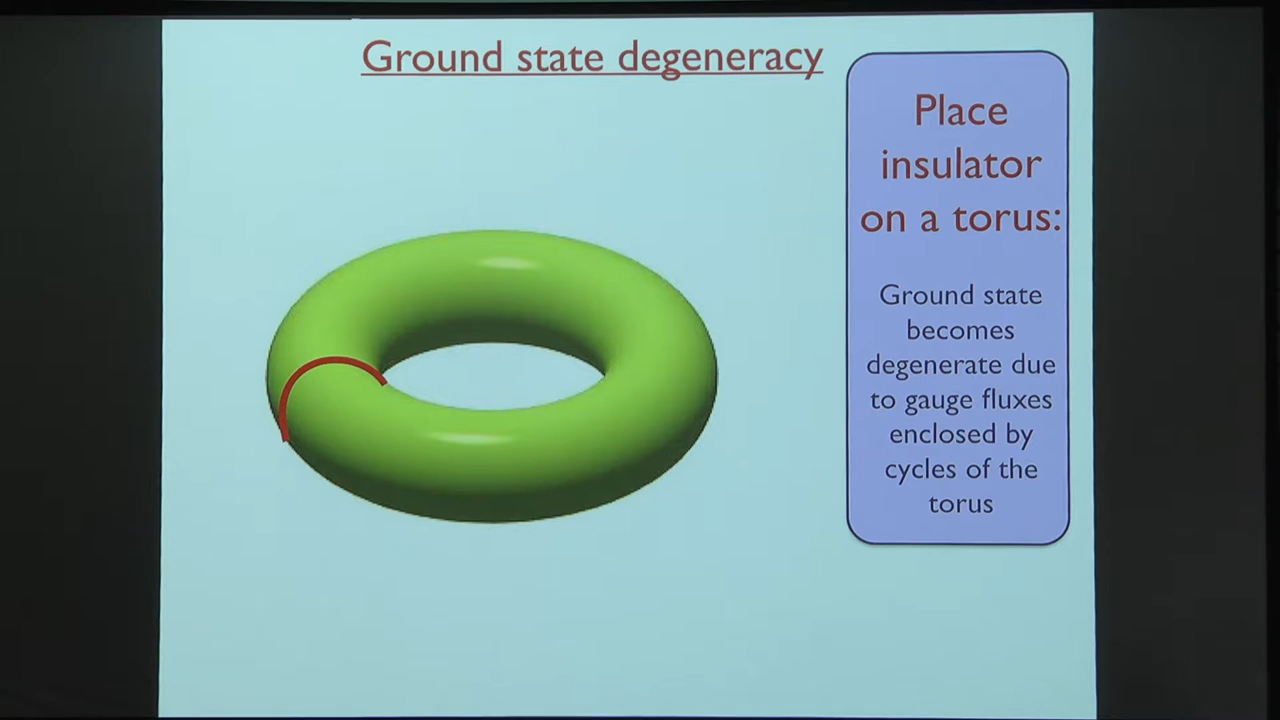 Ground state degeneracy
Place
insulator
on a torus:
Ground state
becomes
degenerate due
to gauge fluxes
enclosed by
cycles of the
torus